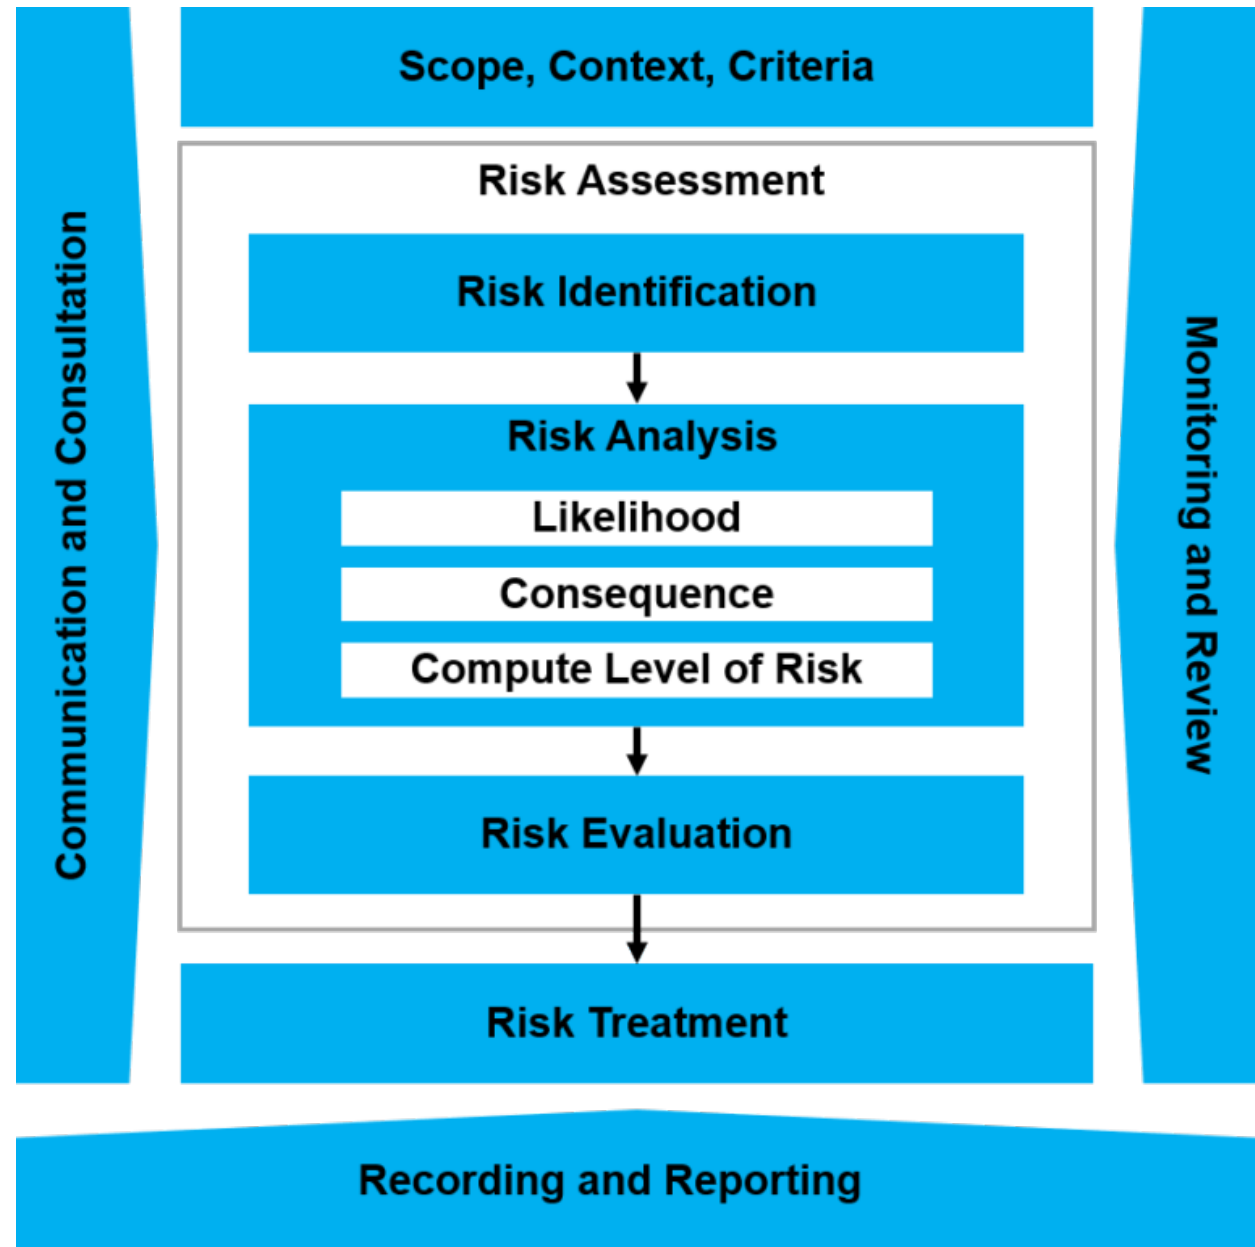 Scope, Context, Criteria
Risk Assessment
Risk Identification
Risk Analysis
Likelihood
Consequence
Compute Level of Risk
Risk Evaluation
Risk Treatment
Communication and Consultation
Monitoring and Review
Recording and Reporting